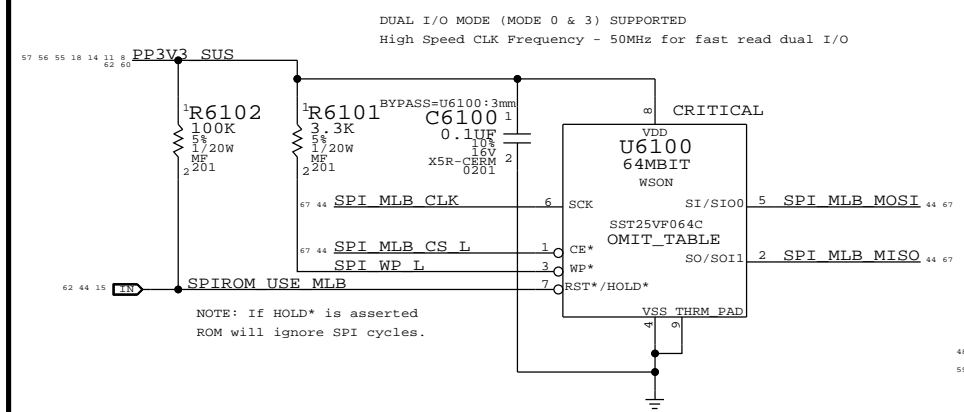 DUAL I/O MODE (MODE 0 & 3) SUPPORTED
High Speed CLK Frequency - 50MHz for fast read dual I/O
57 56 55 18 14 11 8 PP3V3_SUS
62 60
1 R6102
100K
5%
1/20W
MF
2 201
1 R6101
3.3K
5%
1/20W
MF
2 201
BYPASS=U6100:3mm
C6100 1
0.1UF
10%
16V
X5R-CERM 2
0201
8 CRITICAL
VDD
U6100
64MBIT
WSON
67 44 SPI_MLB_CLK 6 SCK
SI/SIO0 5 SPI_MLB_MOSI 44 67
SST25VF064C
OMIT_TABLE
67 44 SPI_MLB_CS_L 1 CE*
SO/SOI1 2 SPI_MLB_MISO 44 67
SPI_WP_L 3 WP*
62 44 15 IN SPIROM_USE_MLB 7 RST*/HOLD*
VSS THRM_PAD
4 9
NOTE: If HOLD* is asserted
ROM will ignore SPI cycles.